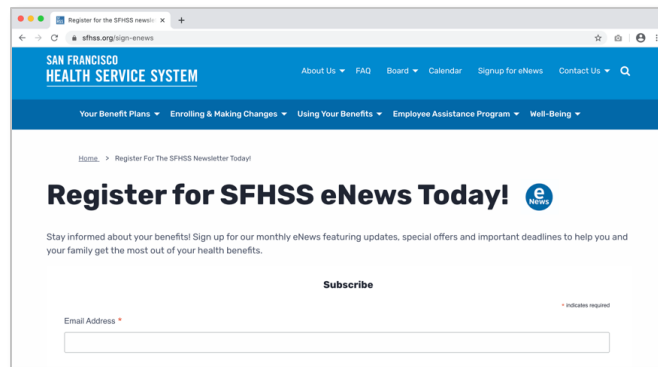 Register for the SFHSS newsle
sfhss.org/sign-enews
SAN FRANCISCO
HEALTH SERVICE SYSTEM
About Us FAQ Board Calendar Signup for eNews Contact Us
Your Benefit Plans Enrolling & Making Changes Using Your Benefits Employee Assistance Program Well-Being
Home > Register For The SFHSS Newsletter Today!
Register for SFHSS eNews Today!
e
News
Stay informed about your benefits! Sign up for our monthly eNews featuring updates, special offers and important deadlines to help you and
your family get the most out of your health benefits.
Subscribe
* indicates required
Email Address *